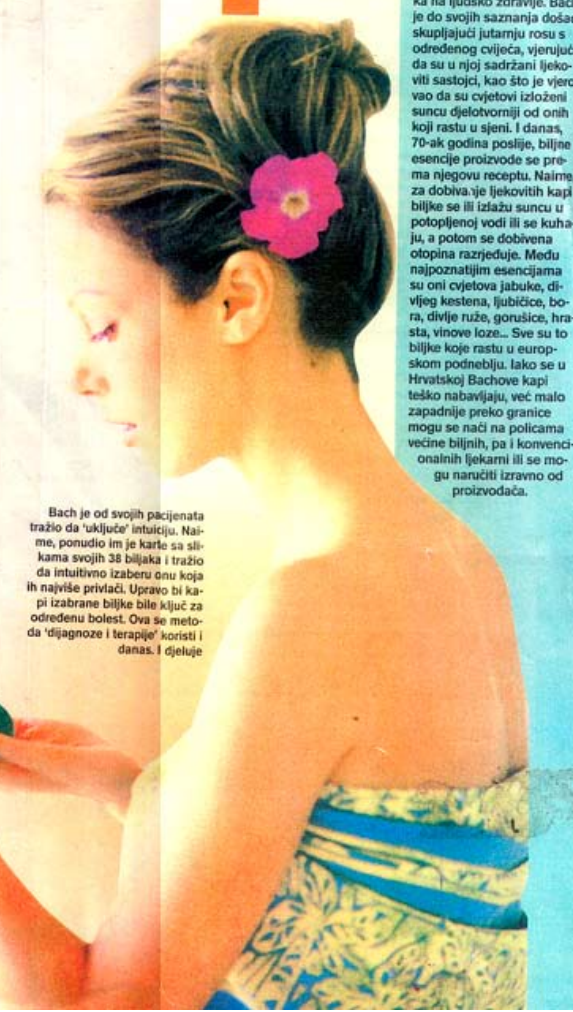 ka na ljudsko zdravlje. Bach
je do svojih saznanja došao
skupljajući jutarnju rosu s
određenog cvijeća, vjerujući
da su u njoj sadržani ljeko-
viti sastojci, kao što je vjero-
vao da su cvjetovi izloženi
suncu djelotvorniji od onih
koji rastu u sjeni. I danas,
70-ak godina poslije, biljne
esencije proizvode se pre-
ma njegovu receptu. Naime,
za dobivanje ljekovitih kapi
biljke se ili izlažu suncu u
potopljenoj vodi ili se kuha-
ju, a potom se dobivena
otopina razrjeđuje. Među
najpoznatijim esencijama
su oni cvjetova jabuke, di-
vljeg kestena, ljubičice, bo-
ra, divlje ruže, gorušice, hra-
sta, vinove loze... Sve su to
biljke koje rastu u europ-
skom podneblju. Iako se u
Hrvatskoj Bachove kapi
teško nabavljaju, već malo
zapadnije preko granice
mogu se naći na policama
većine biljnih, pa i konvenci-
onalnih ljekarni ili se mo-
gu naručiti izravno od
proizvođača.
Bach je od svojih pacijenata
tražio da 'uključe' intuiciju. Nai-
me, ponudio im je karte sa sli-
kama svojih 38 biljaka i tražio
da intuitivno izaberu onu koja
ih najviše privlači. Upravo bi ka-
pi izabrane biljke bile ključ za
određenu bolest. Ova se meto-
da 'dijagnoze i terapije' koristi i
danas. I djeluje